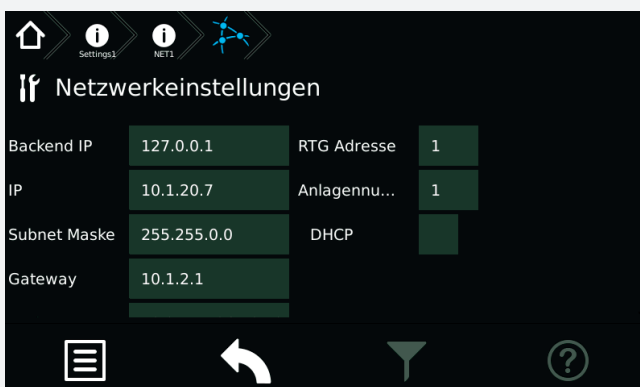 Settings1 NET1
Netzwerkeinstellungen
Backend IP 127.0.0.1 RTG Adresse 1
IP 10.1.20.7 Anlagennu... 1
Subnet Maske 255.255.0.0 DHCP
Gateway 10.1.2.1